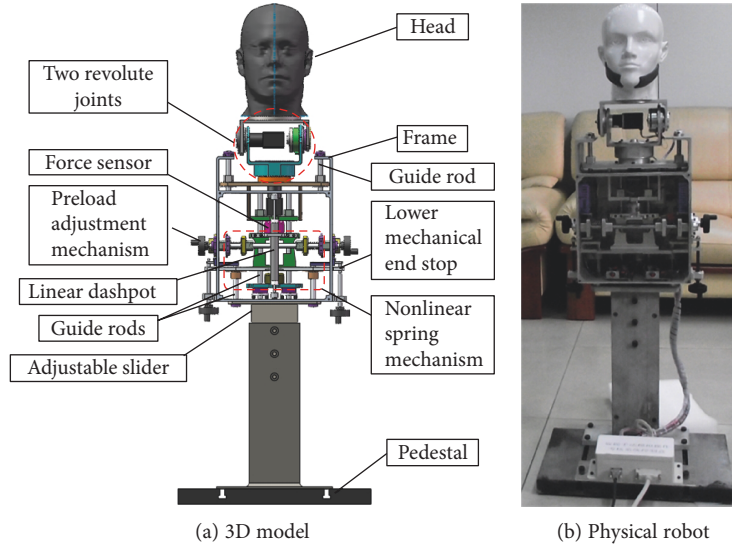 Head
Two revolute
joints
Frame
Force sensor
Guide rod
Preload
adjustment
mechanism
Lower
mechanical
end stop
Linear dashpot
Guide rods
Nonlinear
spring
mechanism
Adjustable slider
Pedestal
(a) 3D model
(b) Physical robot